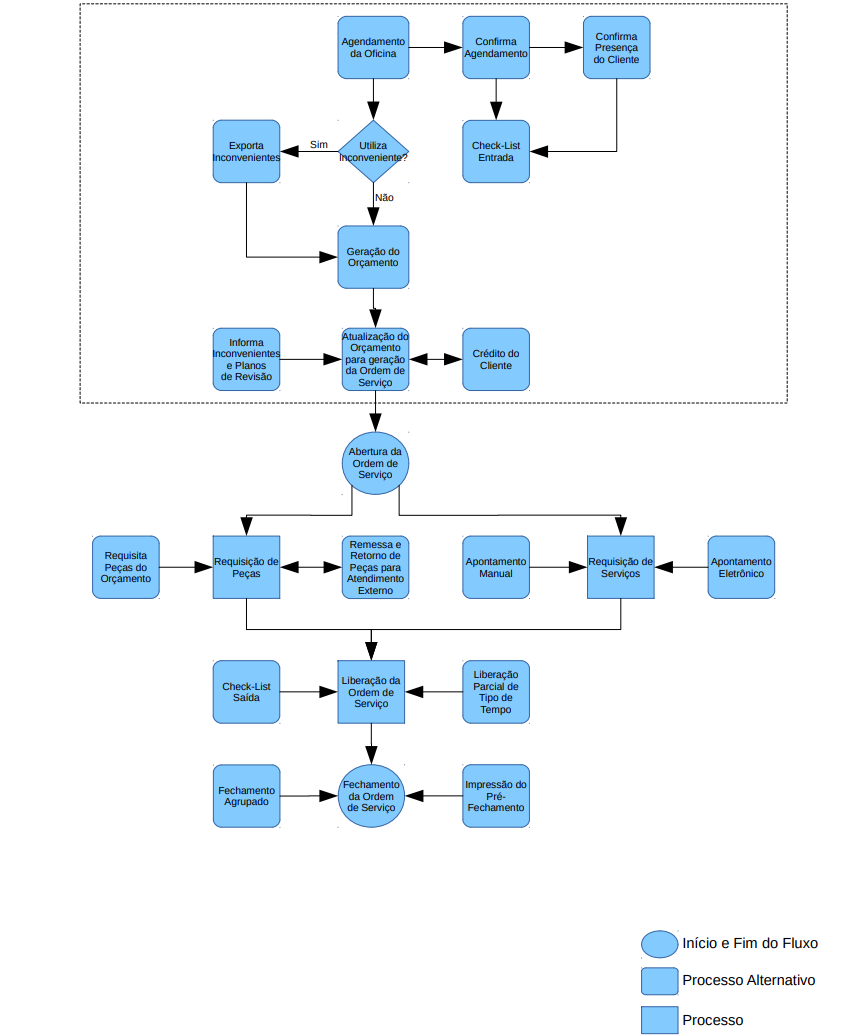 Agendamento
da Oficina
Confirma
Agendamento
Confirma
Presença
do Cliente
Exporta
Inconvenientes
Sim
Utiliza
Inconveniente?
Check-List
Entrada
Não
Geração do
Orçamento
Informa
Inconvenientes
e Planos
de Revisão
Atualização do
Orçamento
para geração
da Ordem de
Serviço
Crédito do
Cliente
Abertura da
Ordem de
Serviço
Requisita
Peças do
Orçamento
Requisição de
Peças
Remessa e
Retorno de
Peças para
Atendimento
Externo
Apontamento
Manual
Requisição de
Serviços
Apontamento
Eletrônico
Check-List
Saída
Liberação da
Ordem de
Serviço
Liberação
Parcial de
Tipo de
Tempo
Fechamento
Agrupado
Fechamento
da Ordem
de Serviço
Impressão do
Pré-
Fechamento
Início e Fim do Fluxo
Processo Alternativo
Processo